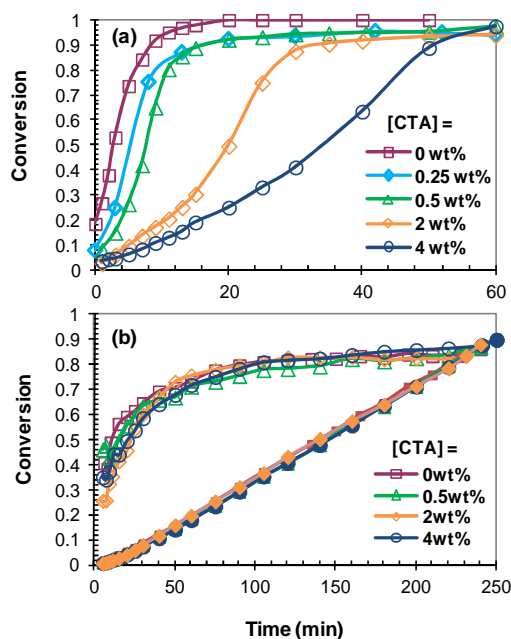 (a)
1
0.9
0.8
0.7
0.6
0.5
0.4
0.3
0.2
0.1
0
Conversion
[CTA] =
0 wt%
0.25 wt%
0.5 wt%
2 wt%
4 wt%
0 20 40 60
(b)
1
0.9
0.8
0.7
0.6
0.5
0.4
0.3
0.2
0.1
0
Conversion
[CTA] =
0wt%
0.5wt%
2wt%
4wt%
0 50 100 150 200 250
Time (min)